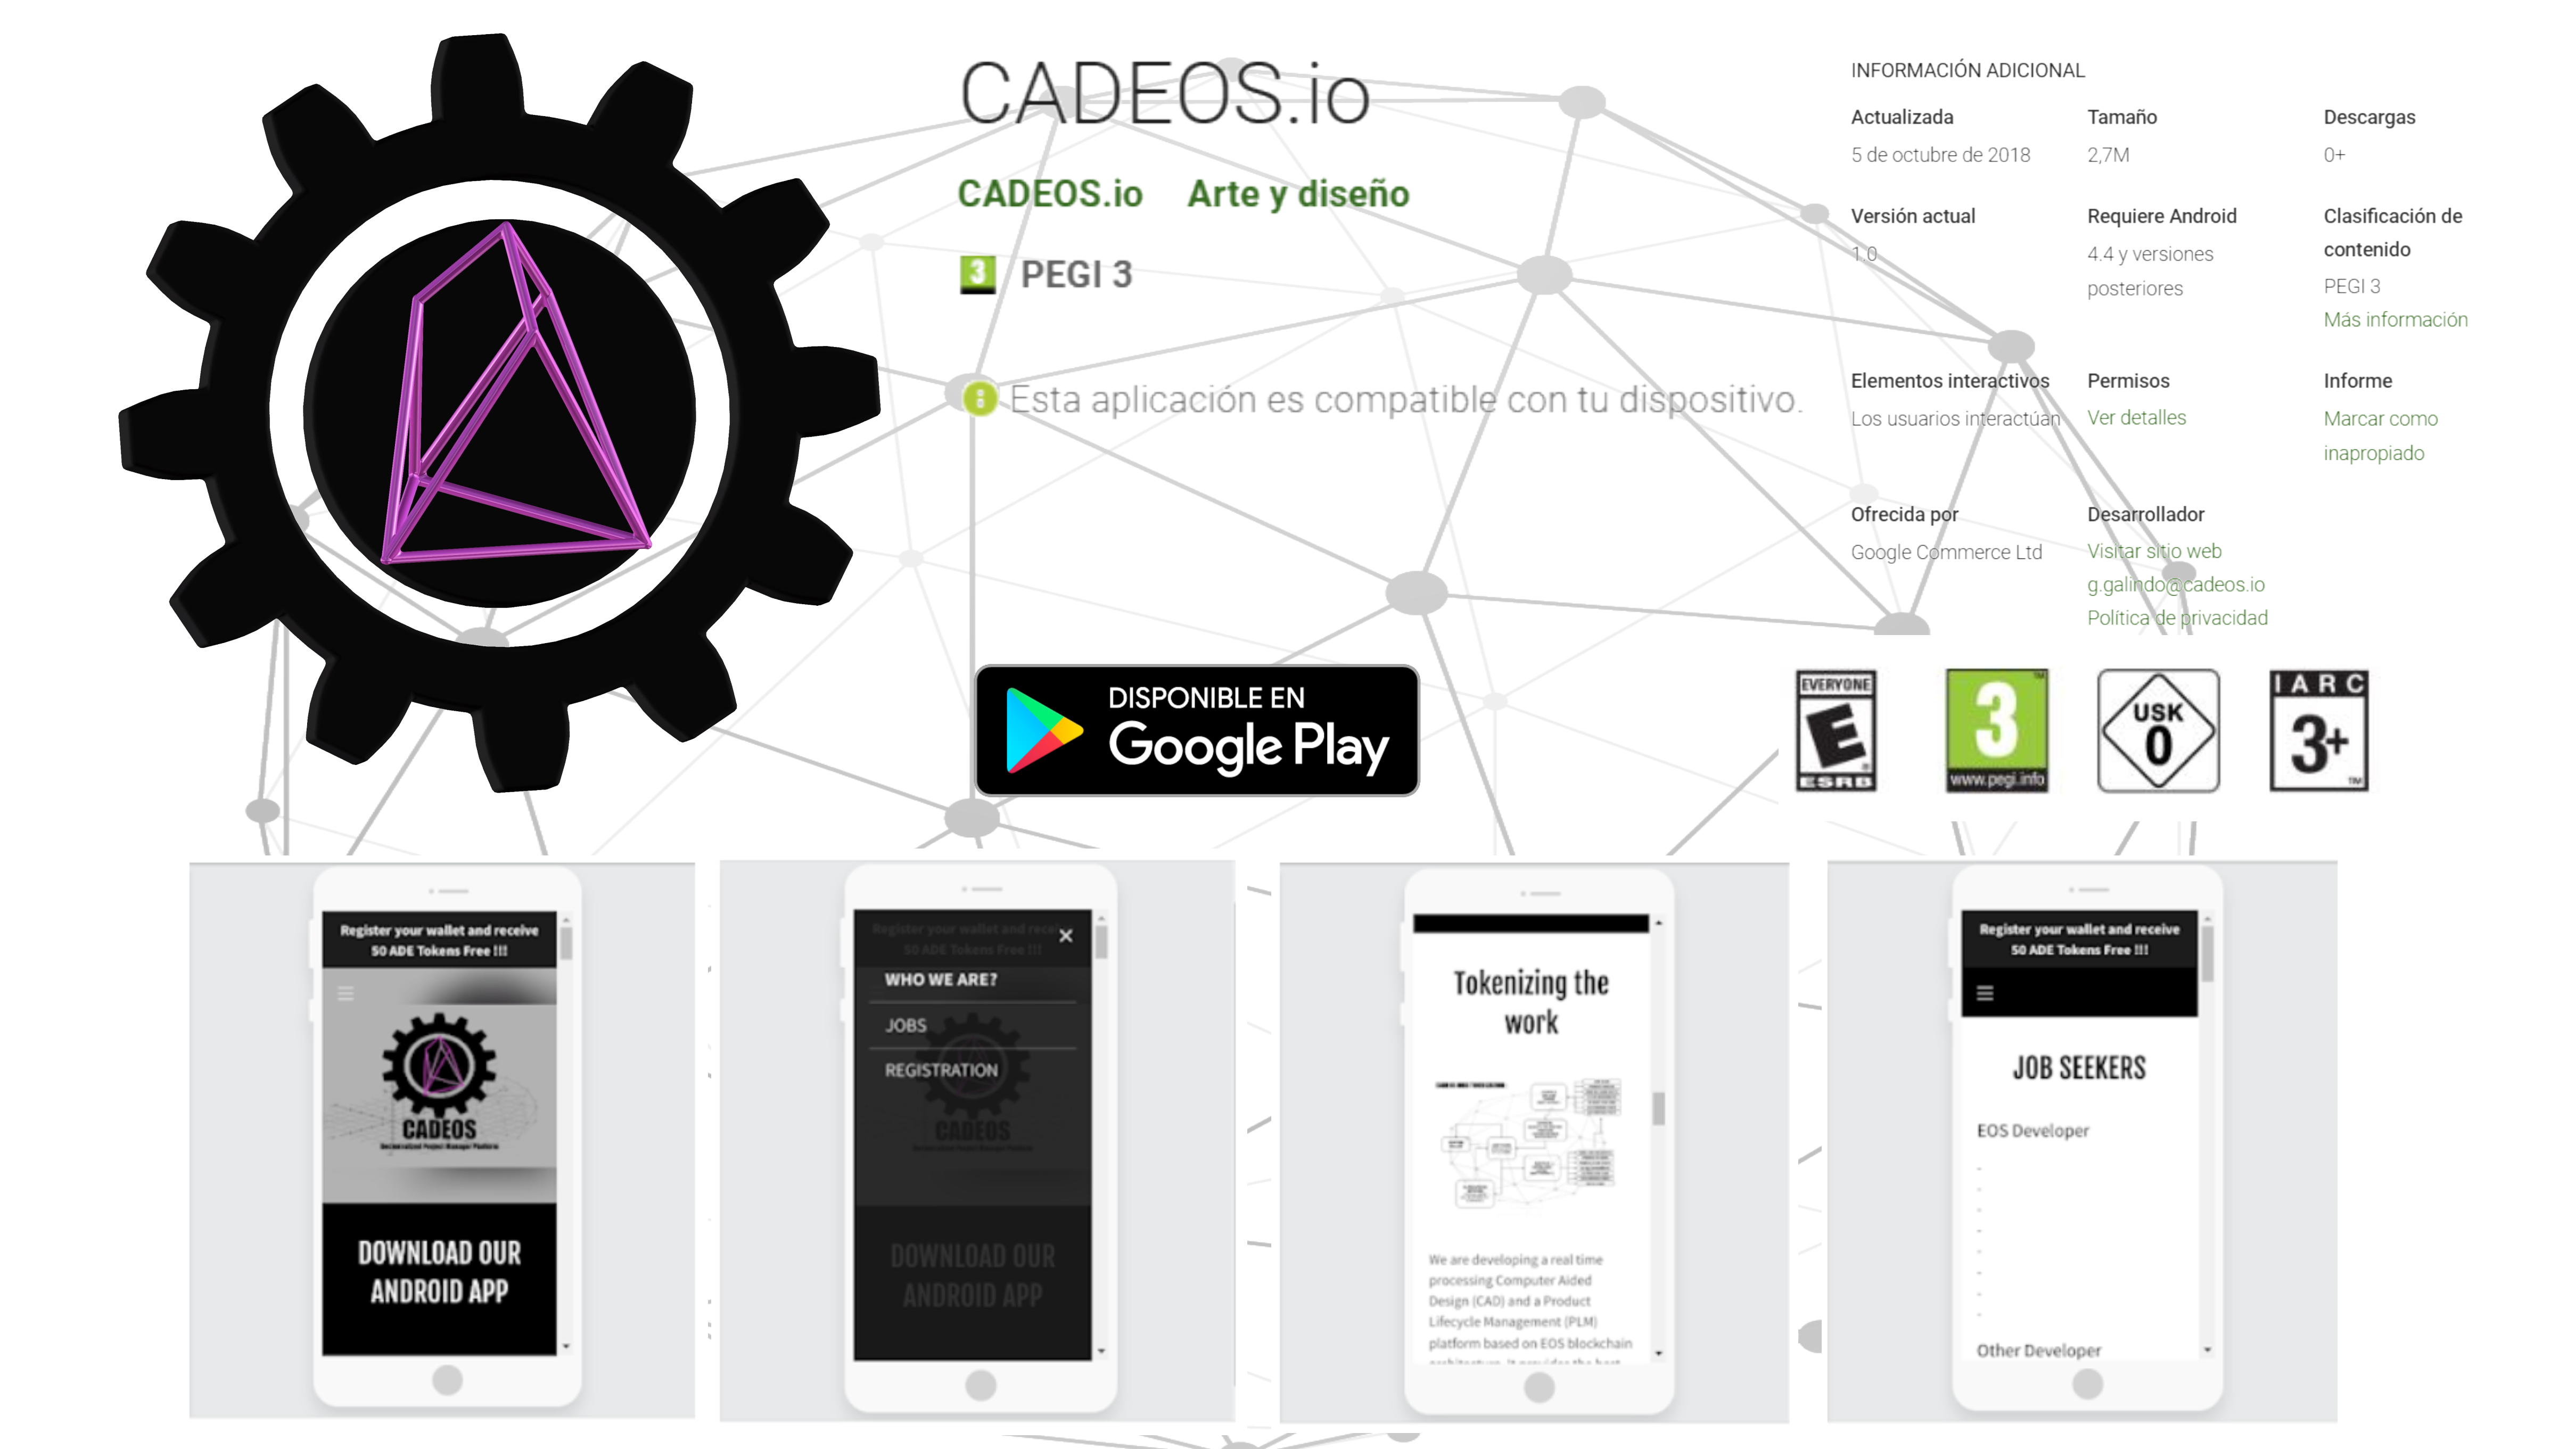 CADEOS.io
CADEOS.io Arte y diseño
3 PEGI 3
Esta aplicación es compatible con tu dispositivo.
DISPONIBLE EN
Google Play
INFORMACIÓN ADICIONAL
Actualizada
5 de octubre de 2018
Tamaño
2,7M
Descargas
0+
Versión actual
1.0
Requiere Android
4.4 y versiones
posteriores
Clasificación de
contenido
PEGI 3
Más información
Elementos interactivos
Los usuarios interactúan
Permisos
Ver detalles
Informe
Marcar como
inapropiado
Ofrecida por
Google Commerce Ltd
Desarrollador
Visitar sitio web
g.galindo@cadeos.io
Política de privacidad
EVERYONE
E
ESRB
3
www.pegi.info
USK
0
IARC
3+
Register your wallet and receive
50 ADE Tokens Free !!!
CADEOS
Decentralized Project Manager Platform
DOWNLOAD OUR
ANDROID APP
Register your wallet and rece
50 ADE Tokens Free !!!
WHO WE ARE?
JOBS
REGISTRATION
CADEOS
DOWNLOAD OUR
ANDROID APP
Tokenizing the
work
We are developing a real time
processing Computer Aided
Design (CAD) and a Product
Lifecycle Management (PLM)
platform based on EOS blockchain
Register your wallet and receive
50 ADE Tokens Free !!!
JOB SEEKERS
EOS Developer
-
-
-
-
-
-
-
-
Other Developer